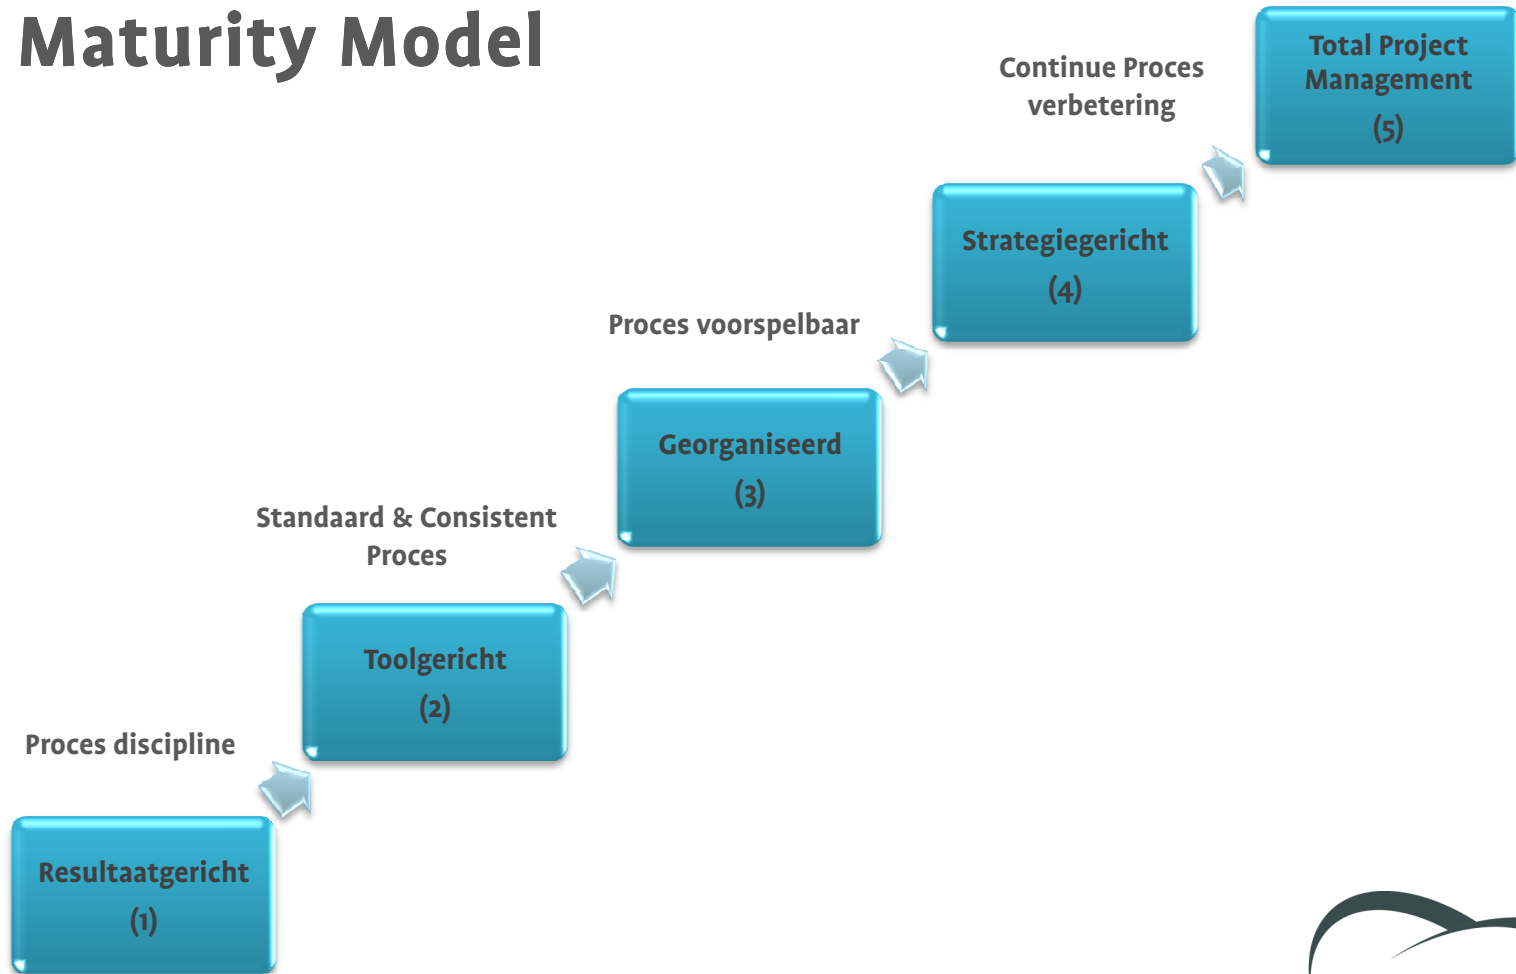 Maturity Model
Total Project
Management
(5)
Continue Proces
verbetering
Strategiegericht
(4)
Proces voorspelbaar
Georganiseerd
(3)
Standaard & Consistent
Proces
Toolgericht
(2)
Proces discipline
Resultaatgericht
(1)